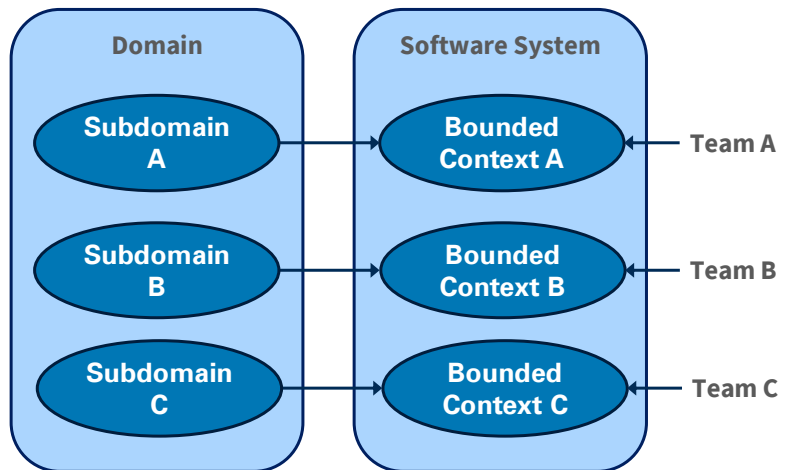 Domain
Software System
Subdomain
A
Bounded
Context A
Team A
Subdomain
B
Bounded
Context B
Team B
Subdomain
C
Bounded
Context C
Team C